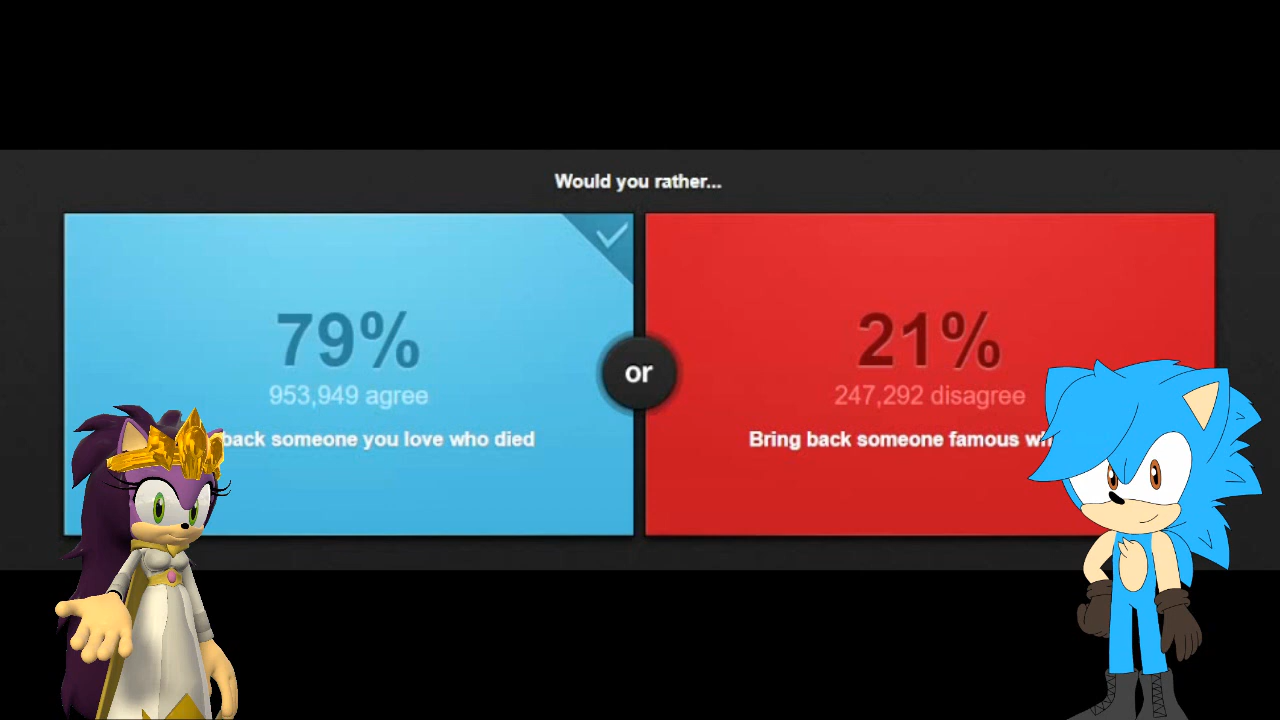 Would you rather...
79%
953,949 agree
back someone you love who died
or
21%
247,292 disagree
Bring back someone famous